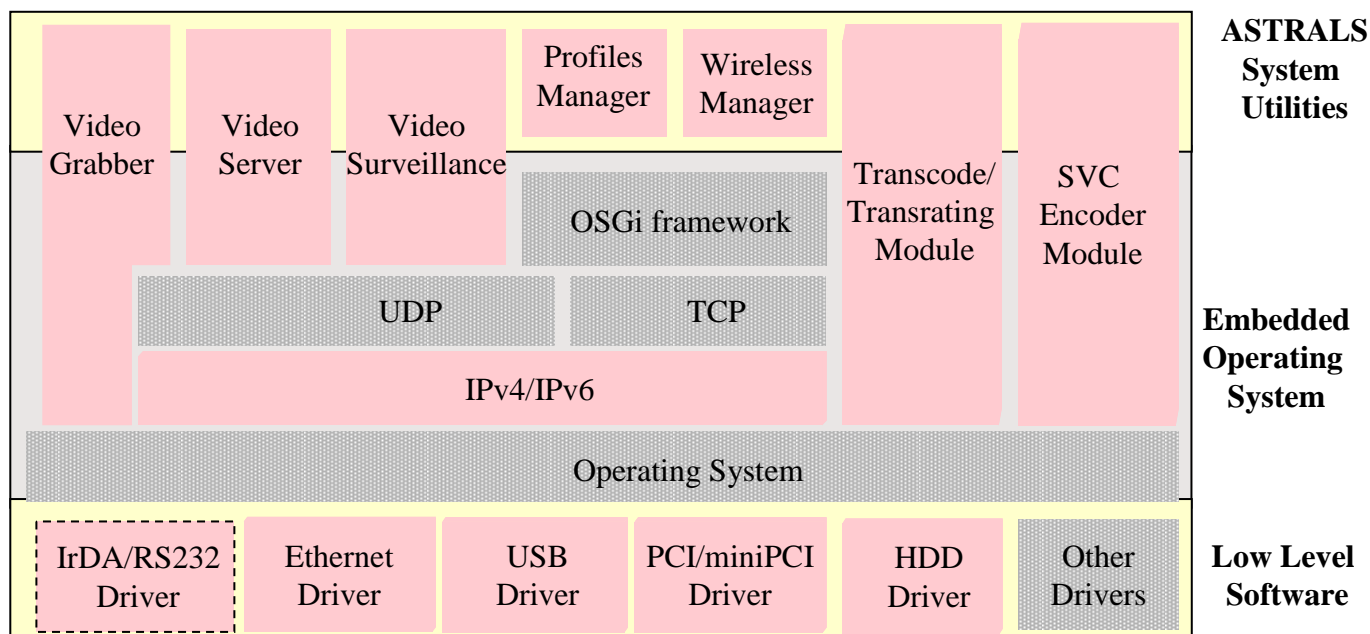 ASTRALS
System
Utilities
Profiles
Manager
Wireless
Manager
Video
Grabber
Video
Server
Video
Surveillance
Transcode/
Transrating
Module
SVC
Encoder
Module
OSGi framework
UDP
TCP
IPv4/IPv6
Embedded
Operating
System
Operating System
IrDA/RS232
Driver
Ethernet
Driver
USB
Driver
PCI/miniPCI
Driver
HDD
Driver
Other
Drivers
Low Level
Software